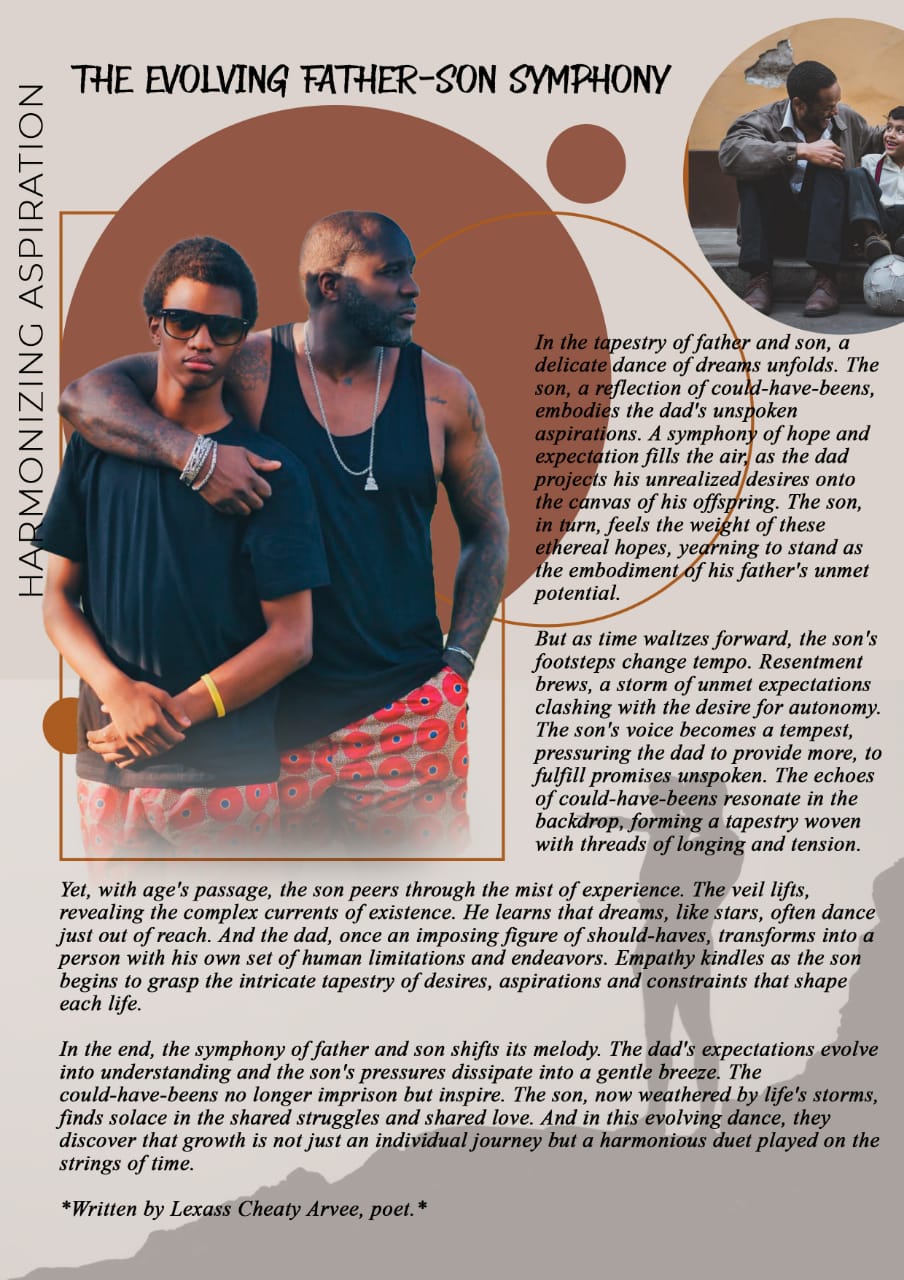 THE EVOLVING FATHER-SON SYMPHONY
HARMONIZING ASPIRATION
In the tapestry of father and son, a
delicate dance of dreams unfolds. The
son, a reflection of could-have-beens,
embodies the dad's unspoken
aspirations. A symphony of hope and
expectation fills the air, as the dad
projects his unrealized desires onto
the canvas of his offspring. The son,
in turn, feels the weight of these
ethereal hopes, yearning to stand as
the embodiment of his father's unmet
potential.
But as time waltzes forward, the son's
footsteps change tempo. Resentment
brews, a storm of unmet expectations
clashing with the desire for autonomy.
The son's voice becomes a tempest,
pressuring the dad to provide more, to
fulfill promises unspoken. The echoes
of could-have-beens resonate in the
backdrop, forming a tapestry woven
with threads of longing and tension.
Yet, with age's passage, the son peers through the mist of experience. The veil lifts,
revealing the complex currents of existence. He learns that dreams, like stars, often dance
just out of reach. And the dad, once an imposing figure of should-haves, transforms into a
person with his own set of human limitations and endeavors. Empathy kindles as the son
begins to grasp the intricate tapestry of desires, aspirations and constraints that shape
each life.
In the end, the symphony of father and son shifts its melody. The dad's expectations evolve
into understanding and the son's pressures dissipate into a gentle breeze. The
could-have-beens no longer imprison but inspire. The son, now weathered by life's storms,
finds solace in the shared struggles and shared love. And in this evolving dance, they
discover that growth is not just an individual journey but a harmonious duet played on the
strings of time.
*Written by Lexass Cheaty Arvee, poet.*